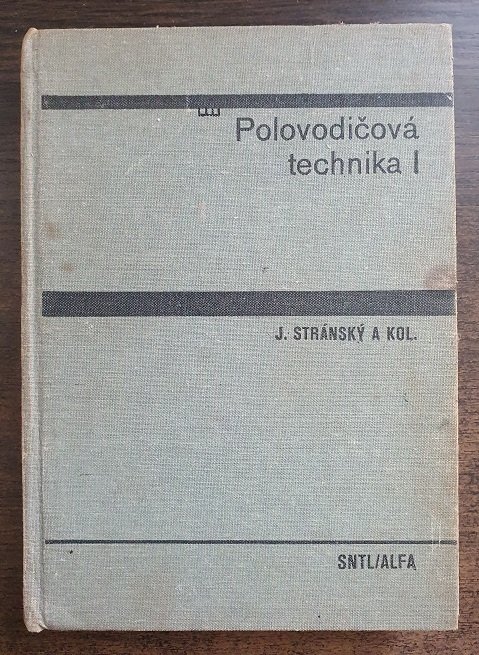 Polovodičová
technika I
J. STRÁNSKÝ A KOL.
SNTL/ALFA